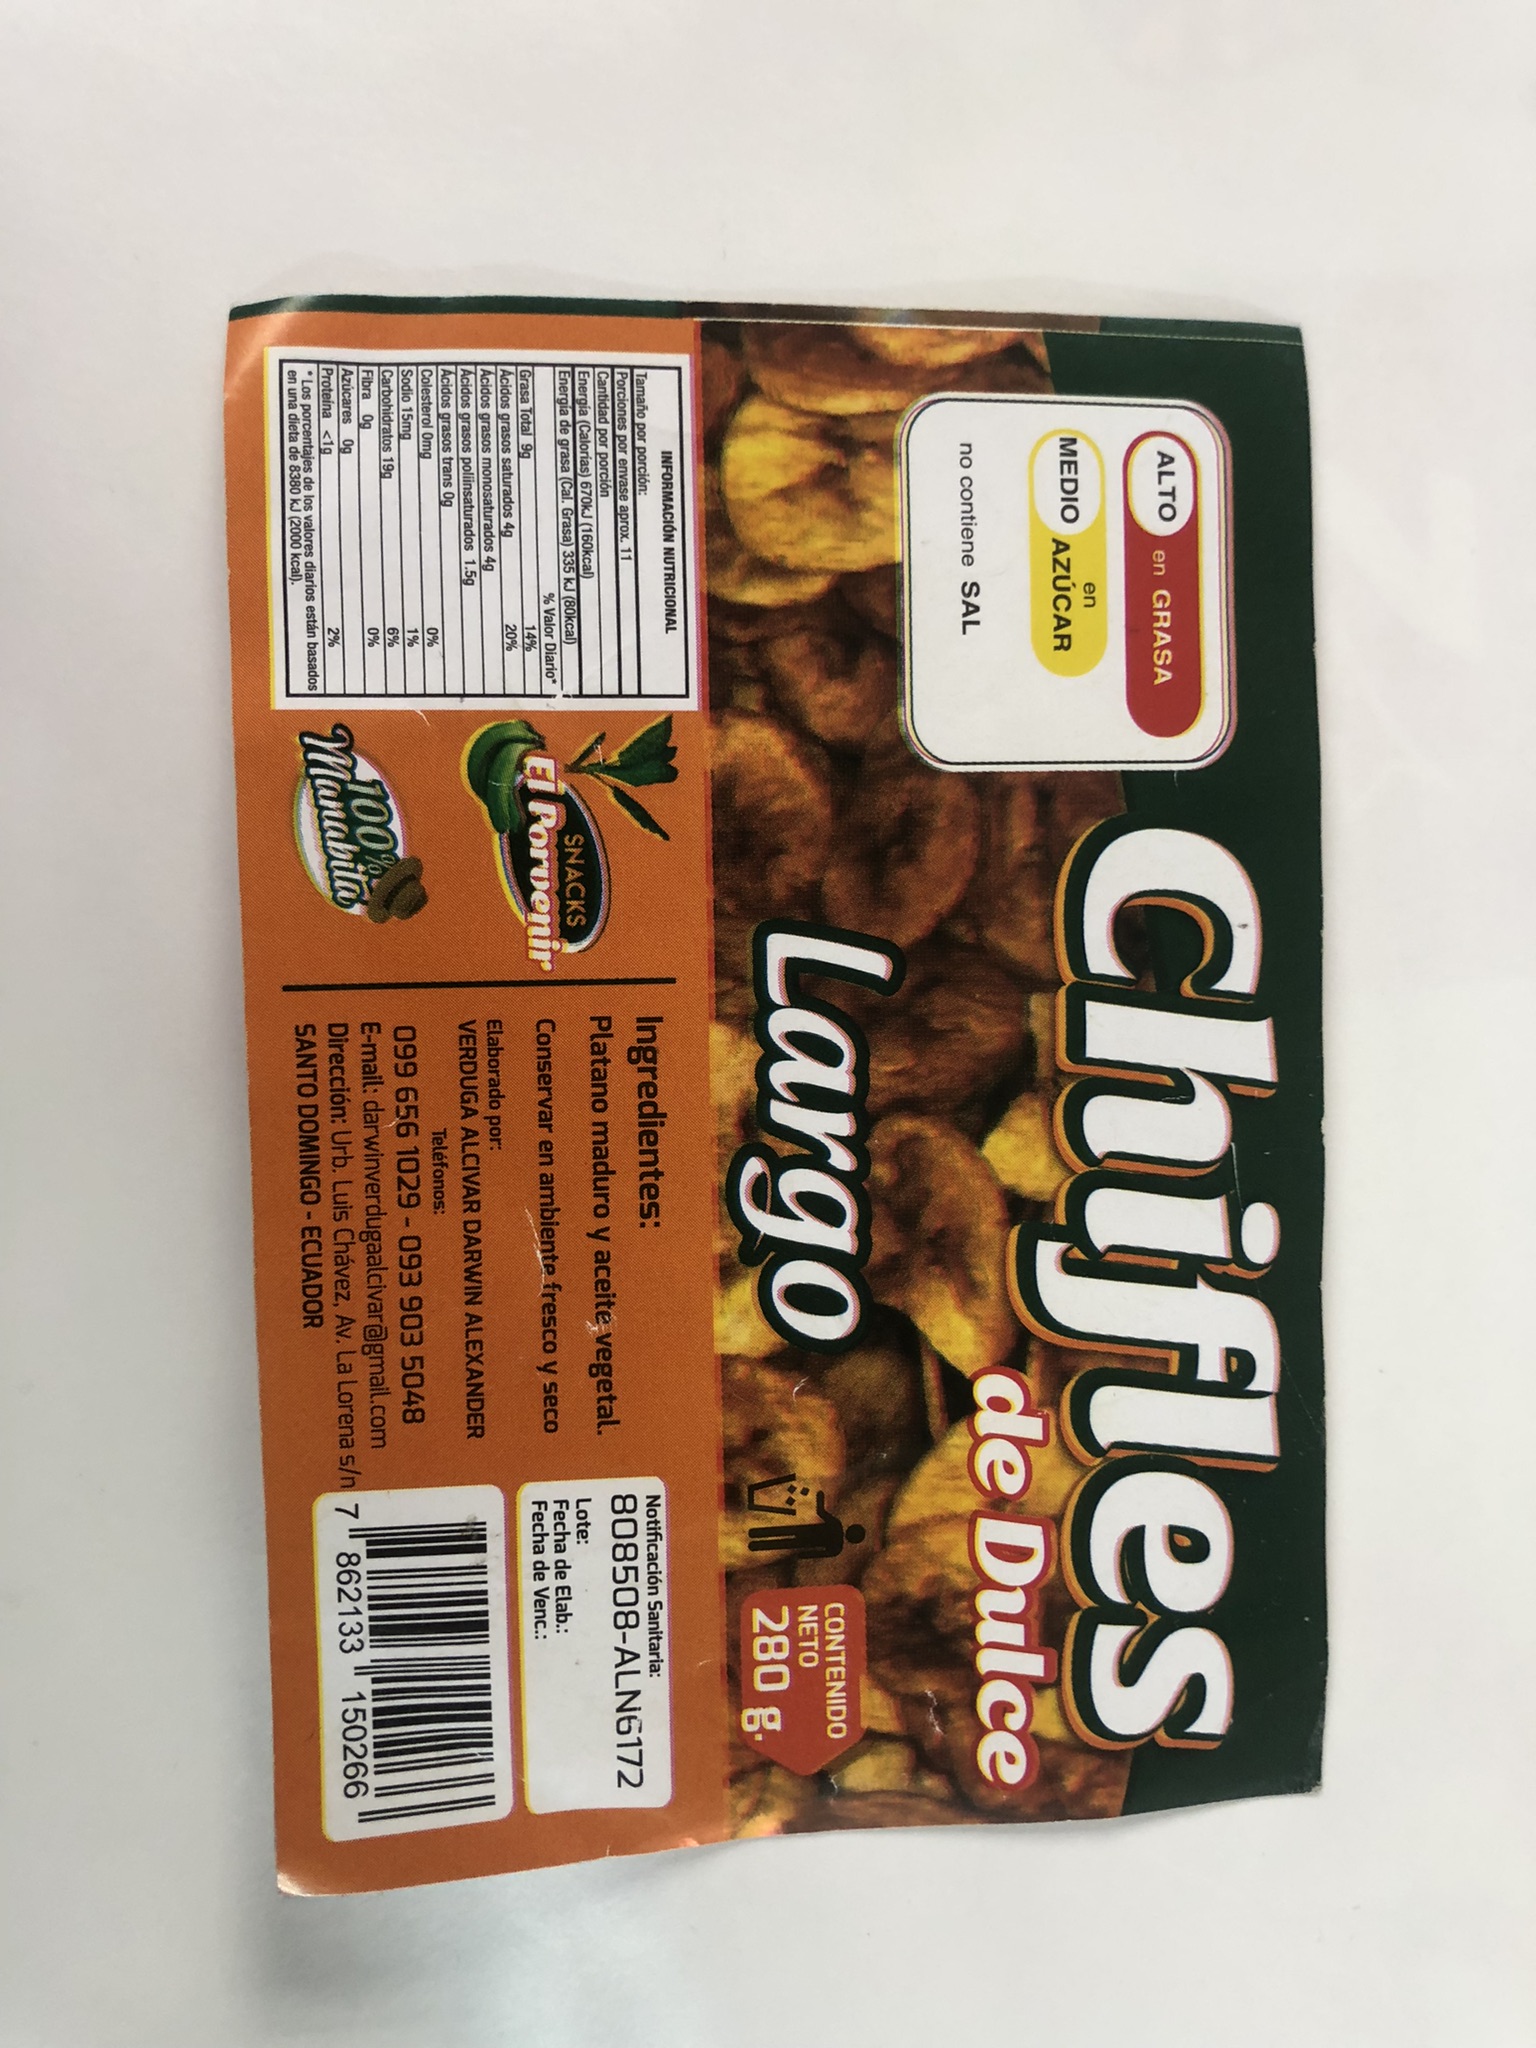 ALTO en GRASA
MEDIO en AZÚCAR
no contiene SAL
Chifles
de Dulce
Largo
CONTENIDO
NETO
280 g.
INFORMACIÓN NUTRICIONAL
Tamaño por porción:
Porciones por envase aprox. 11
Cantidad por porción
Energía (Calorías) 670kJ (160kcal)
Energía de grasa (Cal. Grasa) 335 kJ (80kcal)
% Valor Diario*
Grasa Total 9g 14%
Ácidos grasos saturados 4g 20%
Ácidos grasos monosaturados 4g
Ácidos grasos poliinsaturados 1.5g
Ácidos grasos trans 0g
Colesterol 0mg 0%
Sodio 15mg 1%
Carbohidratos 19g 6%
Fibra 0g 0%
Azúcares 0g
Proteína <1g 2%
* Los porcentajes de los valores diarios están basados
en una dieta de 8380 kJ (2000 kcal).
SNACKS
El Porvenir
100%
Manabita
Ingredientes:
Platano maduro y aceite vegetal.
Conservar en ambiente fresco y seco
Elaborado por:
VERDUGA ALCIVAR DARWIN ALEXANDER
Teléfonos:
099 656 1029 - 093 903 5048
E-mail: darwinverdugaalcivar@gmail.com
Dirección: Urb. Luis Chávez, Av. La Lorena s/n
SANTO DOMINGO - ECUADOR
Notificación Sanitaria:
808508-ALN6172
Lote:
Fecha de Elab.:
Fecha de Venc.:
7 862133 150266